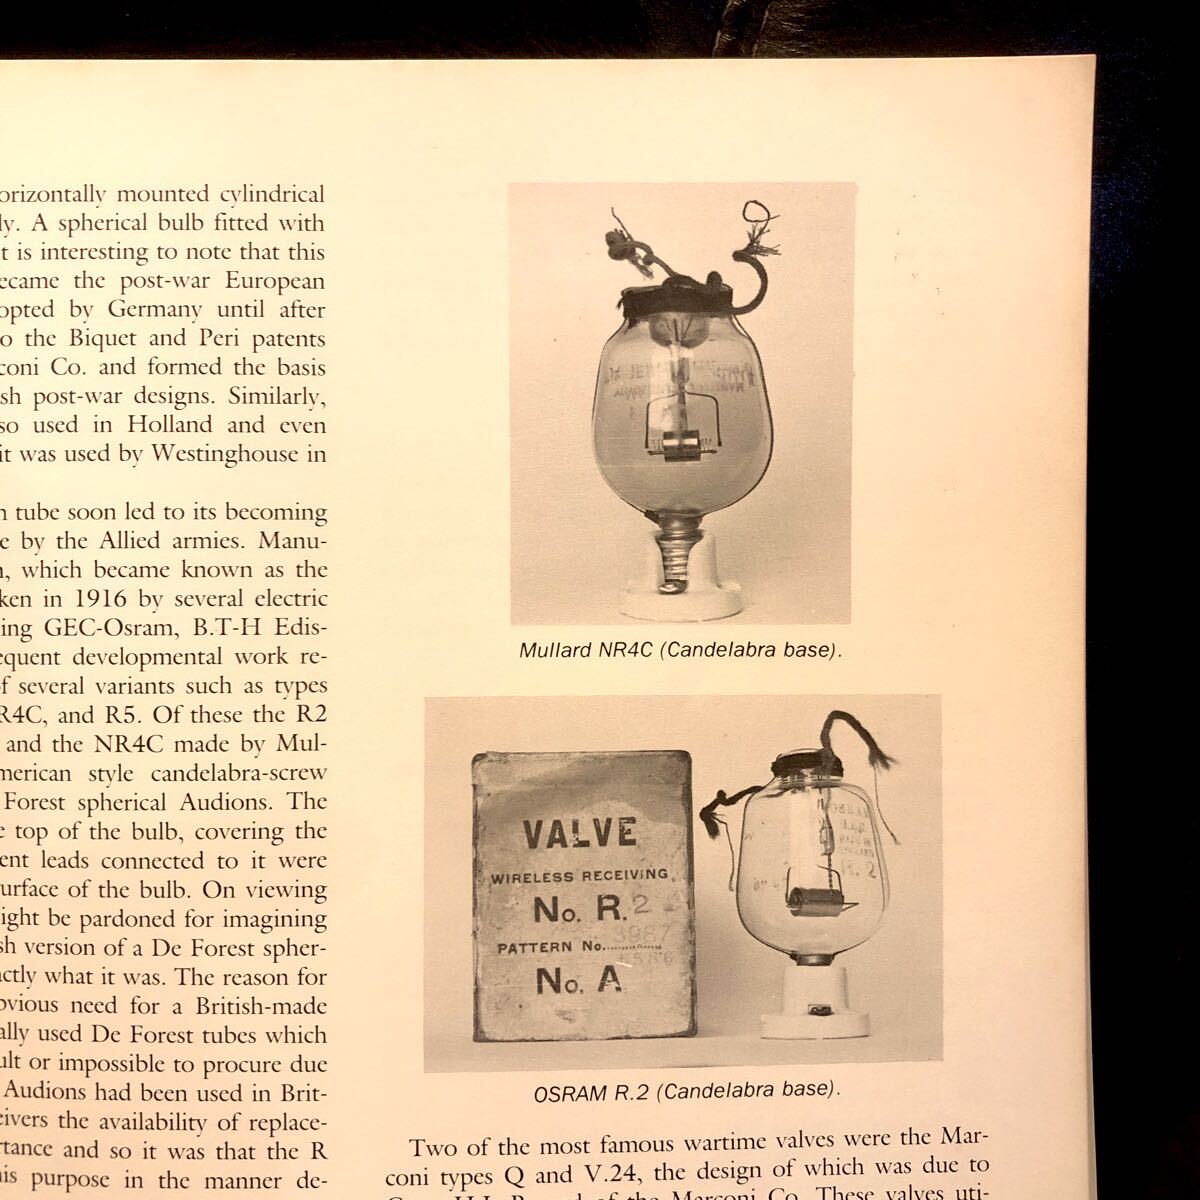 orizontally mounted cylindrical
ly. A spherical bulb fitted with
t is interesting to note that this
ecame the post-war European
opted by Germany until after
o the Biquet and Peri patents
coni Co. and formed the basis
sh post-war designs. Similarly,
so used in Holland and even
it was used by Westinghouse in
n tube soon led to its becoming
e by the Allied armies. Manu-
n, which became known as the
ken in 1916 by several electric
ing GEC-Osram, B.T-H Edis-
equent developmental work re-
f several variants such as types
R4C, and R5. Of these the R2
and the NR4C made by Mul-
merican style candelabra-screw
Forest spherical Audions. The
e top of the bulb, covering the
ent leads connected to it were
urface of the bulb. On viewing
ight be pardoned for imagining
sh version of a De Forest spher-
actly what it was. The reason for
bvious need for a British-made
ally used De Forest tubes which
ult or impossible to procure due
Audions had been used in Brit-
eivers the availability of replace-
rtance and so it was that the R
his purpose in the manner de-
Mullard NR4C (Candelabra base).
VALVE
WIRELESS RECEIVING.
No. R.2
PATTERN No.
No. A
R.2
OSRAM R.2 (Candelabra base).
Two of the most famous wartime valves were the Mar-
coni types Q and V.24, the design of which was due to
of the Marconi Co. These valves uti-